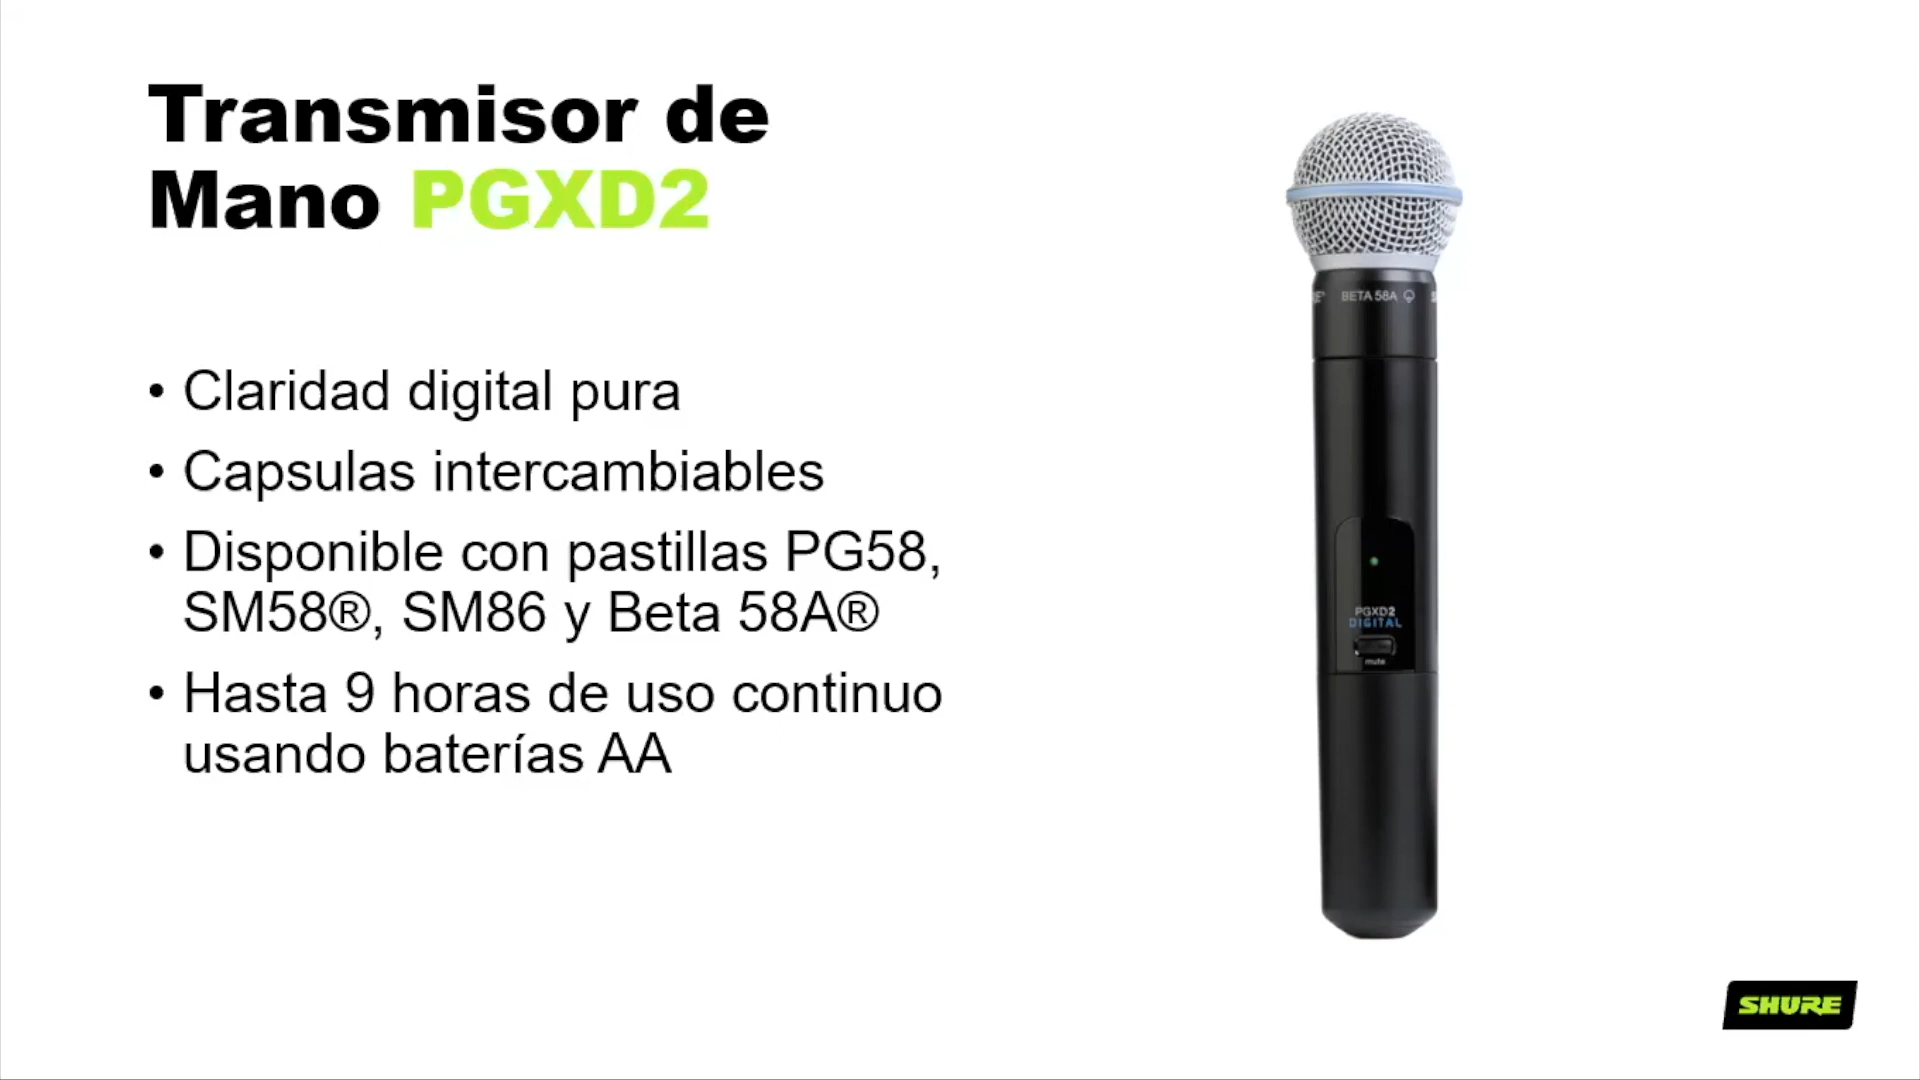 Transmisor de
Mano PGXD2
• Claridad digital pura
• Capsulas intercambiables
• Disponible con pastillas PG58,
SM58®, SM86 y Beta 58A®
• Hasta 9 horas de uso continuo
usando baterías AA
BETA 58A
PGXD2
DIGITAL
mute
SHURE